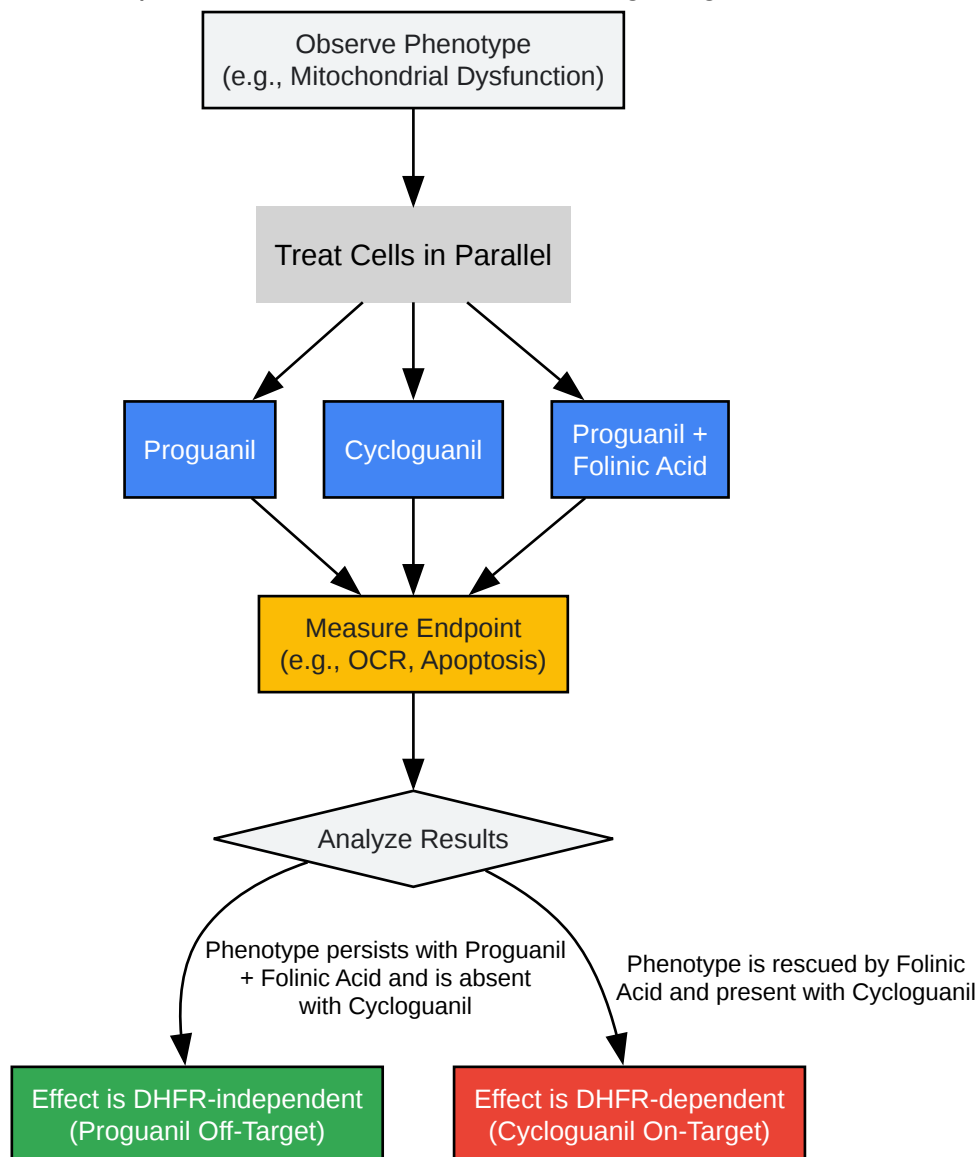 Observe Phenotype
(e.g., Mitochondrial Dysfunction)
Treat Cells in Parallel
Proguanil
Cycloguanil
Proguanil +
Folinic Acid
Measure Endpoint
(e.g., OCR, Apoptosis)
Analyze Results
Phenotype persists with Proguanil
+ Folinic Acid and is absent
with Cycloguanil
Phenotype is rescued by Folinic
Acid and present with Cycloguanil
Effect is DHFR-independent
(Proguanil Off-Target)
Effect is DHFR-dependent
(Cycloguanil On-Target)